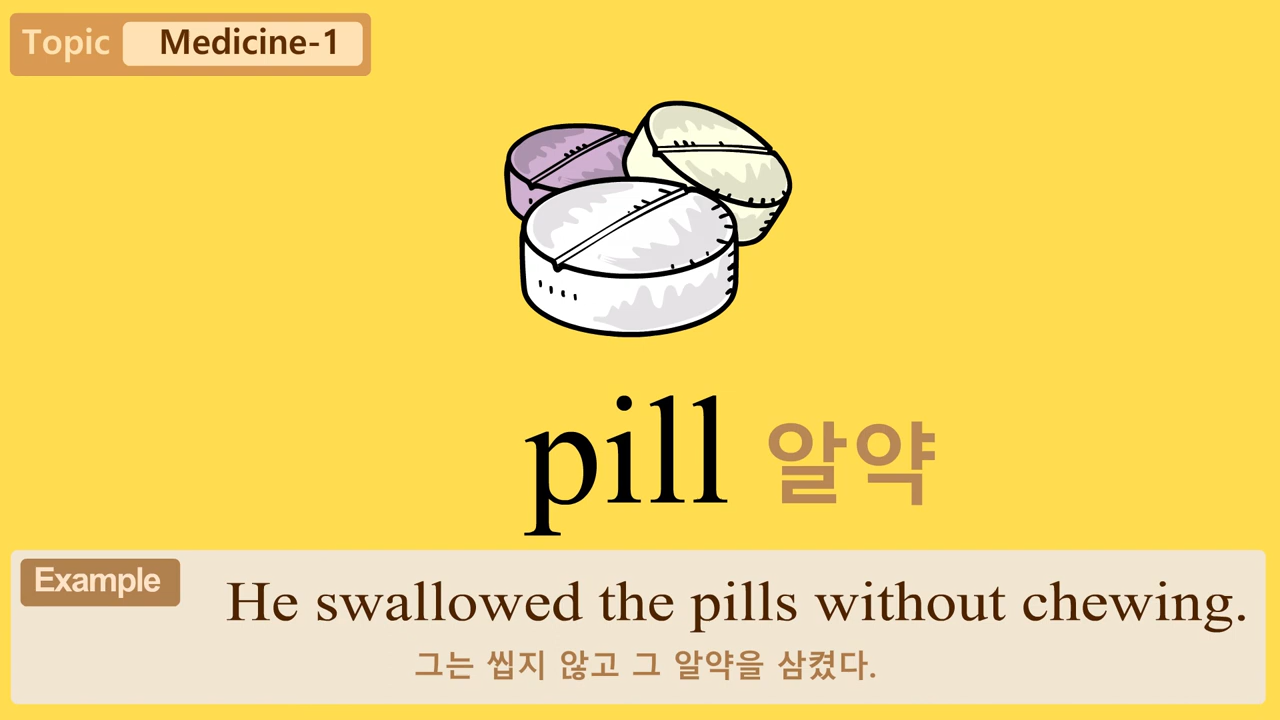 Topic Medicine-1
pill 알약
Example
He swallowed the pills without chewing.
그는 씹지 않고 그 알약을 삼켰다.